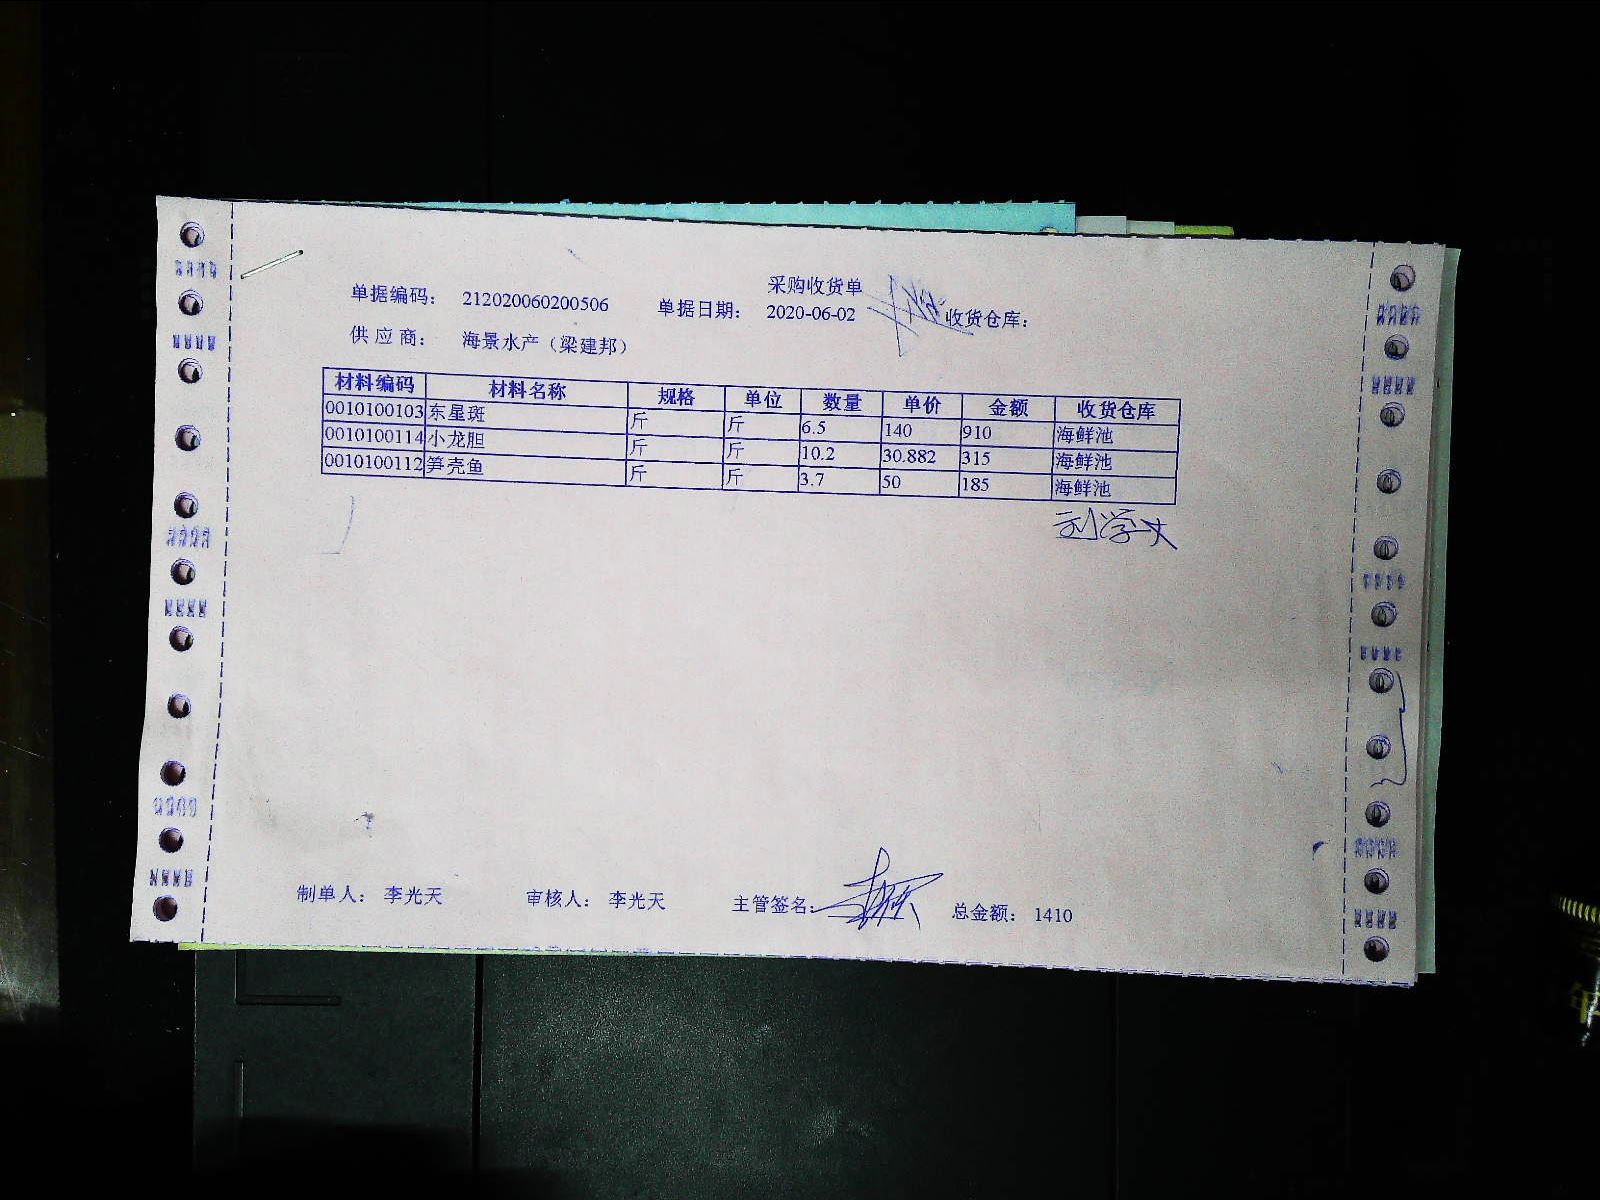 采购收货单
单据编码： 212020060200506 单据日期： 2020-06-02 收货仓库：
供应商： 海景水产（梁建邦）
材料编码 材料名称 规格 单位 数量 单价 金额 收货仓库
0010100103 东星斑 斤 斤 6.5 140 910 海鲜池
0010100114 小龙胆 斤 斤 10.2 30.882 315 海鲜池
0010100112 笋壳鱼 斤 斤 3.7 50 185 海鲜池
制单人： 李光天 审核人： 李光天 主管签名： 总金额： 1410